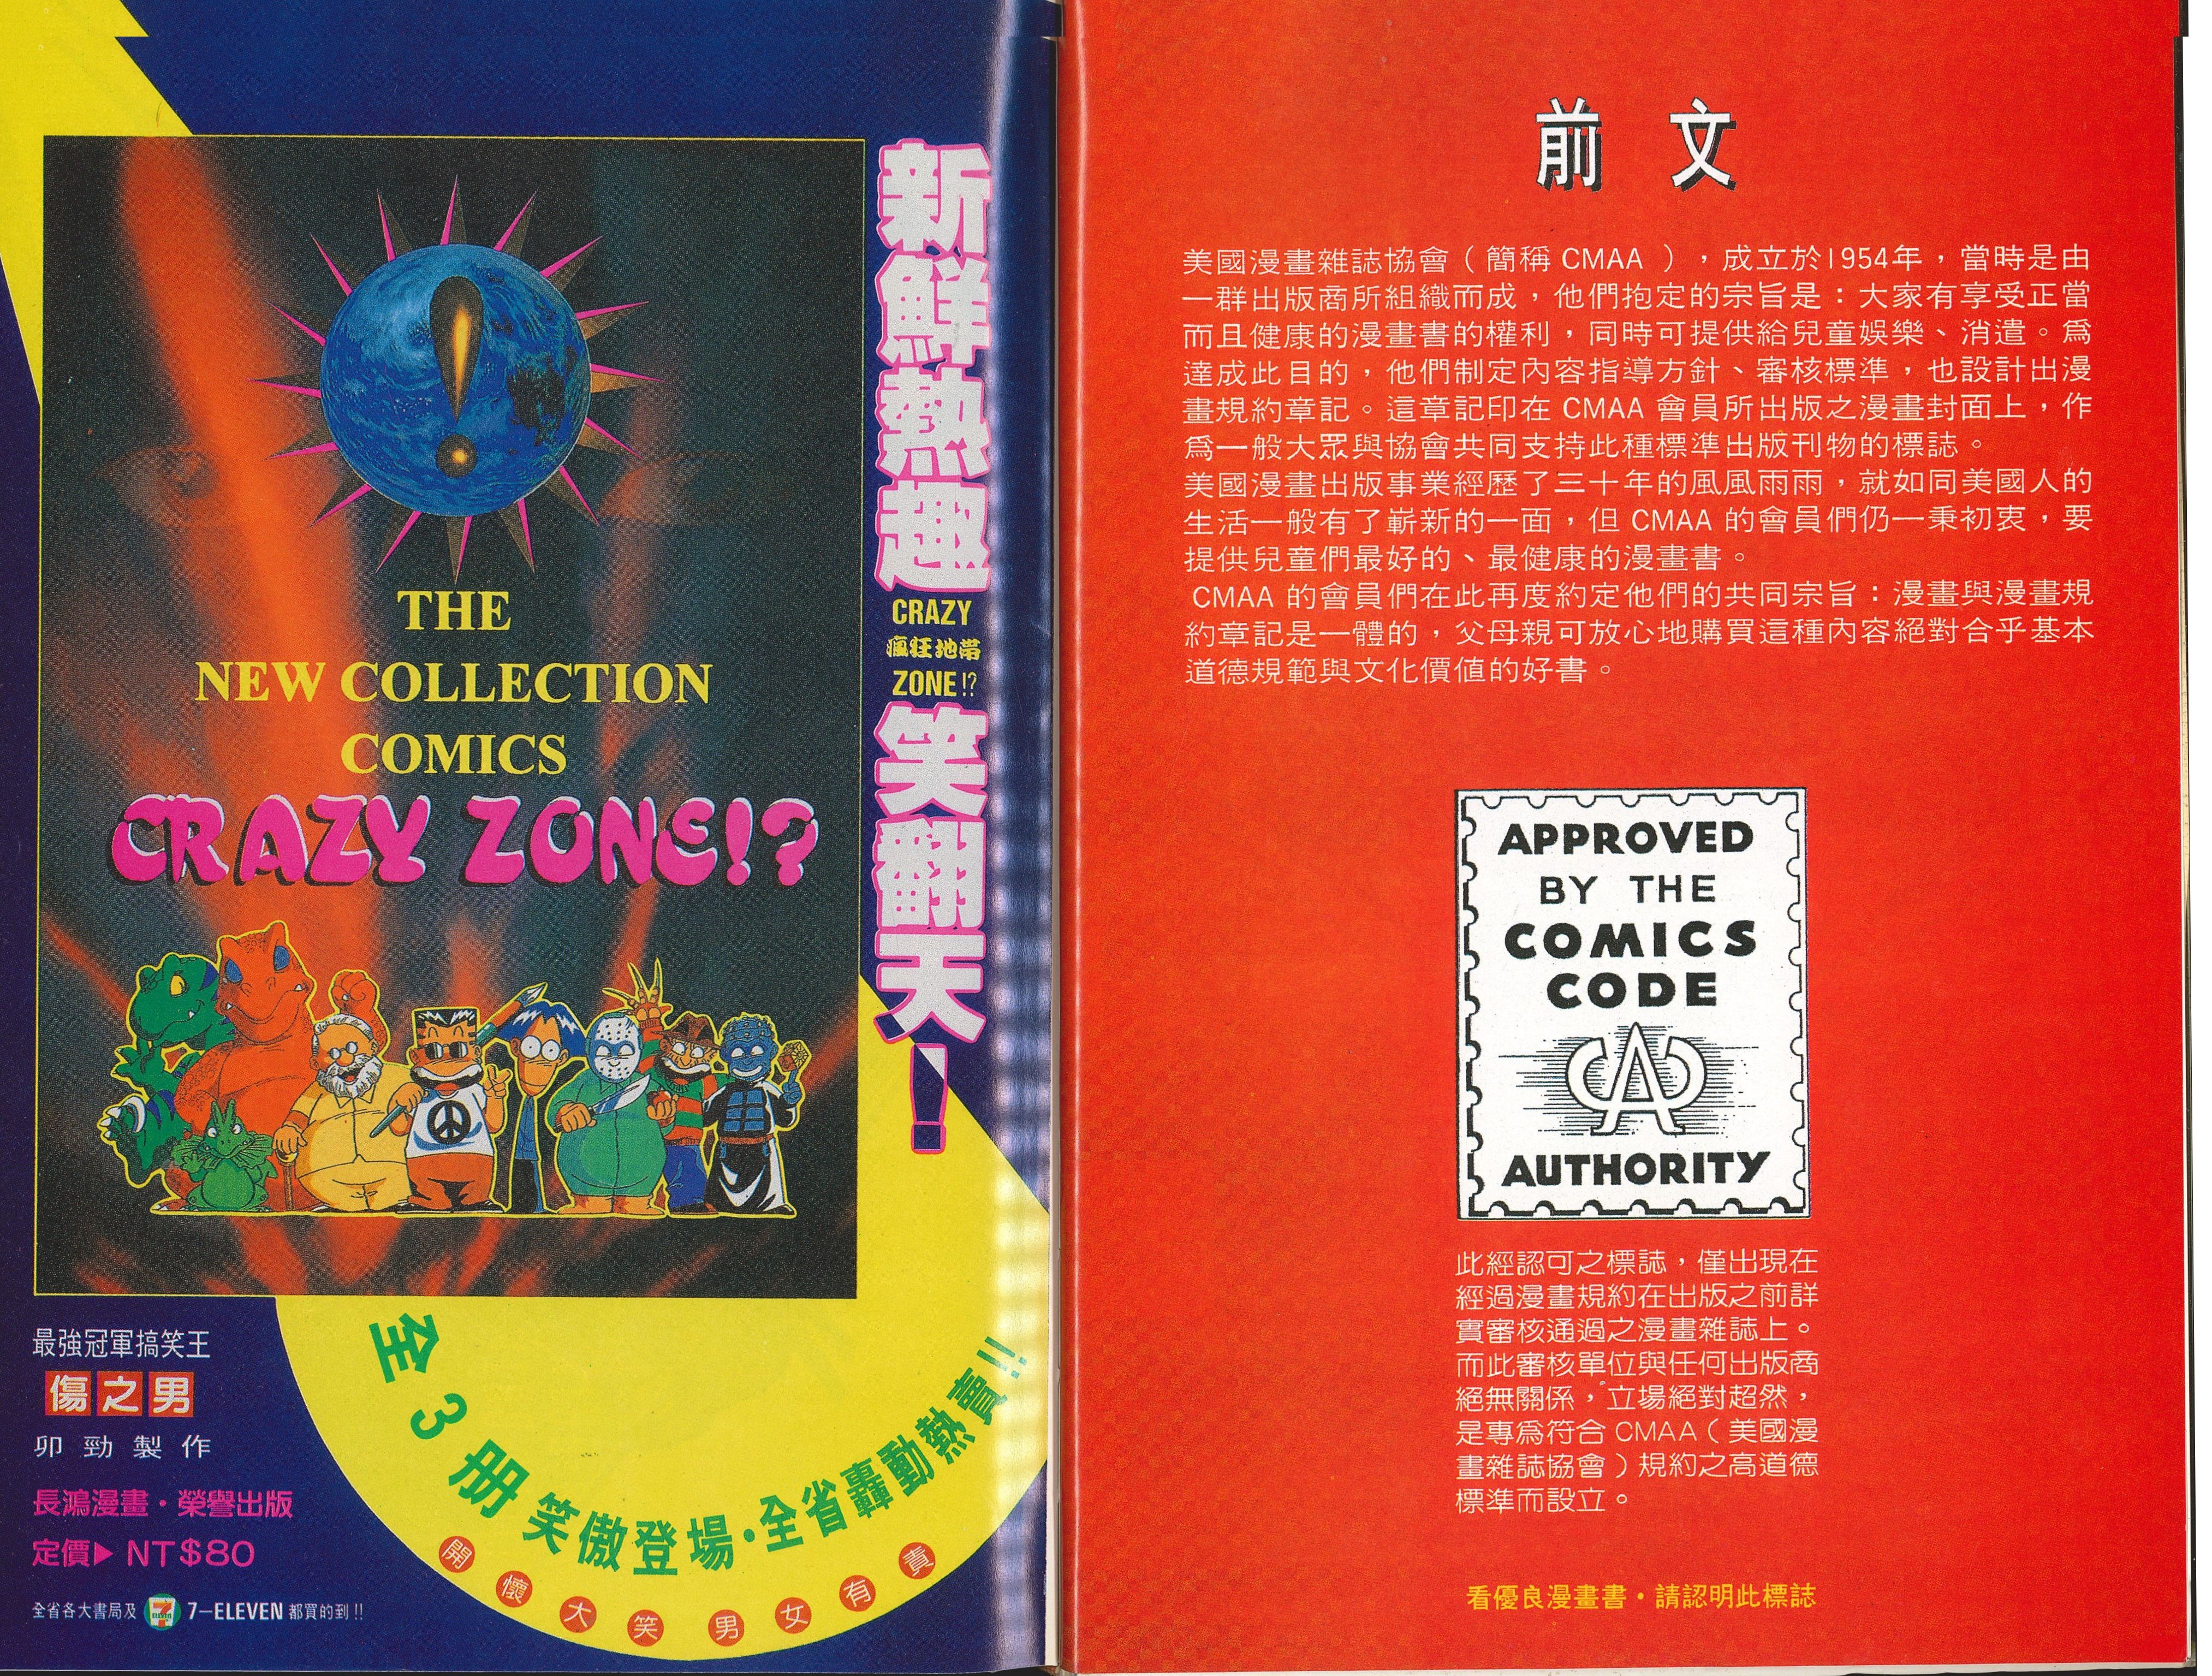 新鮮熱趣
CRAZY
瘋狂地帶
ZONE!?
笑翻天!
THE
NEW COLLECTION
COMICS
CRAZY ZONE!?
全3册 笑傲登場·全省轟動熱賣!!
開懷大笑男女有責
最強冠軍搞笑王
傷之男
卯勁製作
長鴻漫畫·榮譽出版
定價▶NT$80
全省各大書局及 7 ELEVEN 7-ELEVEN 都買的到!!
前文
美國漫畫雜誌協會(簡稱 CMAA ),成立於1954年,當時是由
一群出版商所組織而成,他們抱定的宗旨是:大家有享受正當
而且健康的漫畫書的權利,同時可提供給兒童娛樂、消遣。爲
達成此目的,他們制定內容指導方針、審核標準,也設計出漫
畫規約章記。這章記印在 CMAA 會員所出版之漫畫封面上,作
爲一般大眾與協會共同支持此種標準出版刊物的標誌。
美國漫畫出版事業經歷了三十年的風風雨雨,就如同美國人的
生活一般有了嶄新的一面,但 CMAA 的會員們仍一秉初衷,要
提供兒童們最好的、最健康的漫畫書。
CMAA 的會員們在此再度約定他們的共同宗旨:漫畫與漫畫規
約章記是一體的,父母親可放心地購買這種內容絕對合乎基本
道德規範與文化價值的好書。
APPROVED
BY THE
COMICS
CODE
CA
AUTHORITY
此經認可之標誌,僅出現在
經過漫畫規約在出版之前詳
實審核通過之漫畫雜誌上。
而此審核單位與任何出版商
絕無關係,立場絕對超然,
是專爲符合 CMAA(美國漫
畫雜誌協會)規約之高道德
標準而設立。
看優良漫畫書·請認明此標誌